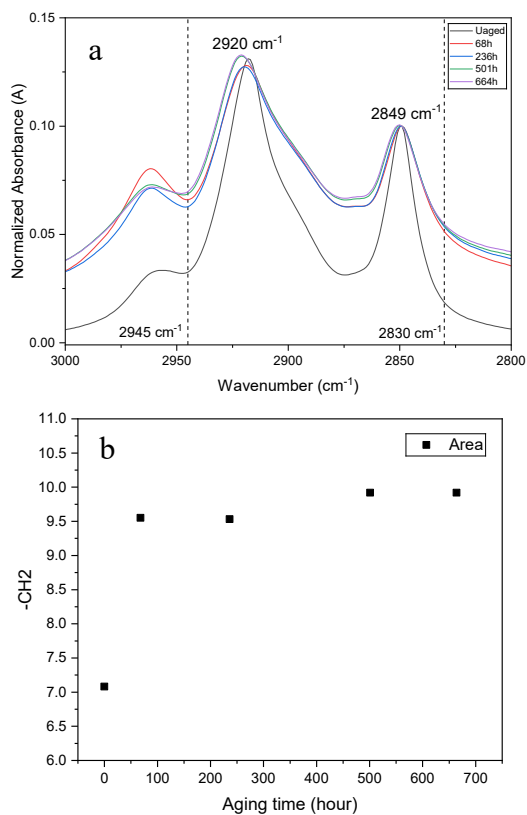 a
2920 cm-1
2849 cm-1
Uaged
68h
236h
501h
664h
Normalized Absorbance (A)
0.15
0.10
0.05
0.00
2945 cm-1
2830 cm-1
3000
2950
2900
2850
2800
Wavenumber (cm-1)
b
Area
-CH2
11.0
10.5
10.0
9.5
9.0
8.5
8.0
7.5
7.0
6.5
6.0
0
100
200
300
400
500
600
700
Aging time (hour)